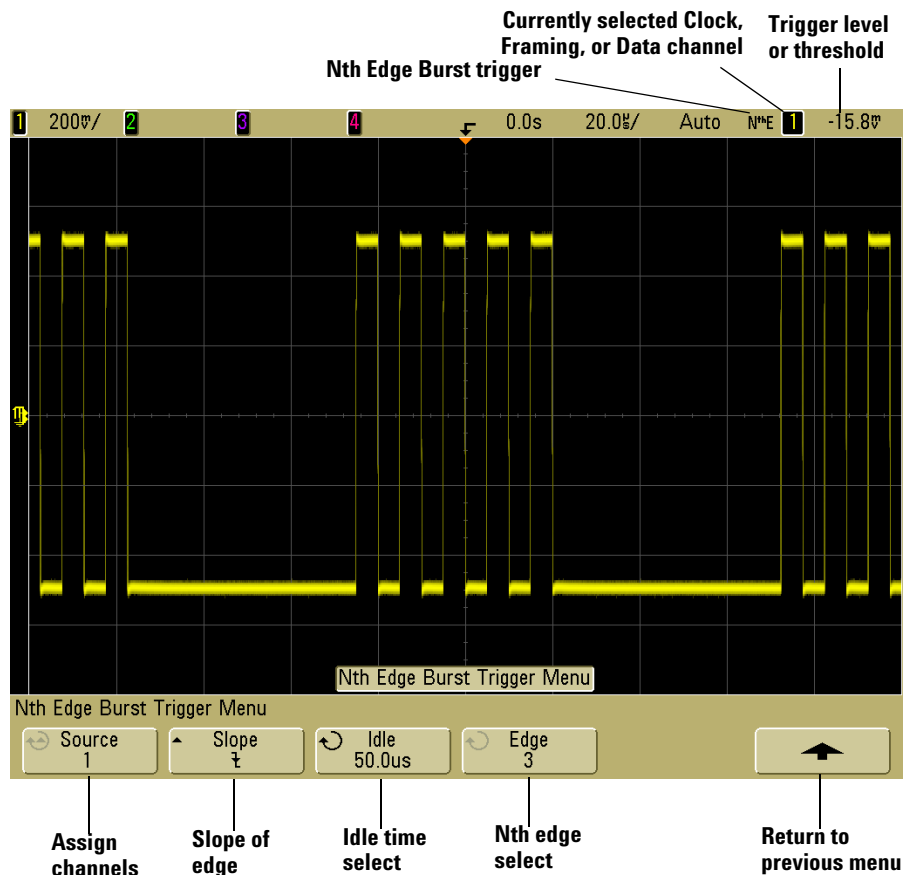 Currently selected Clock,
Framing, or Data channel
Trigger level
or threshold
Nth Edge Burst trigger
1 200mV/ 2 3 4 0.0s 20.0us/ Auto NthE 1 -15.8mV
Nth Edge Burst Trigger Menu
Nth Edge Burst Trigger Menu
Source
1
Slope
Idle
50.0us
Edge
3
Assign
channels
Slope of
edge
Idle time
select
Nth edge
select
Return to
previous menu